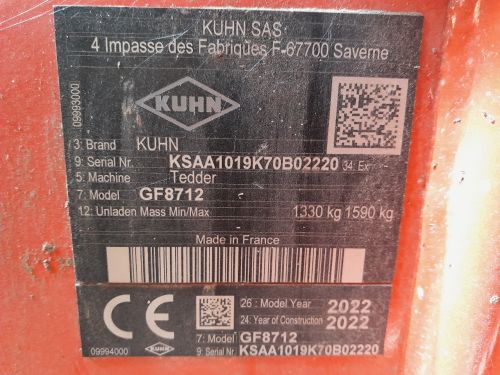 KUHN SAS
4 Impasse des Fabriques F-67700 Saverne
09993000
KUHN
3: Brand KUHN
9: Serial Nr. KSAA1019K70B02220 34: Ex
5: Machine Tedder
7: Model GF8712
12: Unladen Mass Min/Max 1330 kg 1590 kg
Made in France
CE
26: Model Year 2022
24: Year of Construction 2022
7: Model GF8712
09994000 KUHN 9: Serial Nr. KSAA1019K70B02220